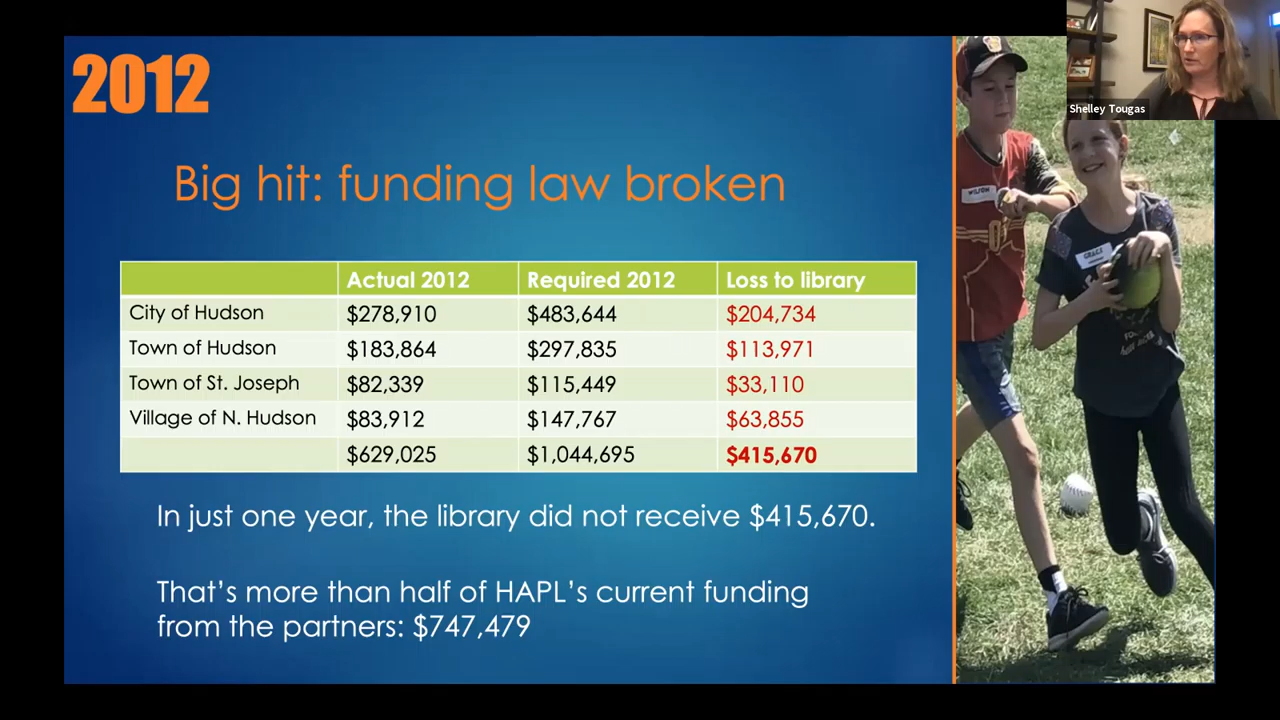 2012
Big hit: funding law broken
Actual 2012 Required 2012 Loss to library
City of Hudson $278,910 $483,644 $204,734
Town of Hudson $183,864 $297,835 $113,971
Town of St. Joseph $82,339 $115,449 $33,110
Village of N. Hudson $83,912 $147,767 $63,855
$629,025 $1,044,695 $415,670
In just one year, the library did not receive $415,670.
That's more than half of HAPL's current funding
from the partners: $747,479
Shelley Tougas
WILSON
GRACE